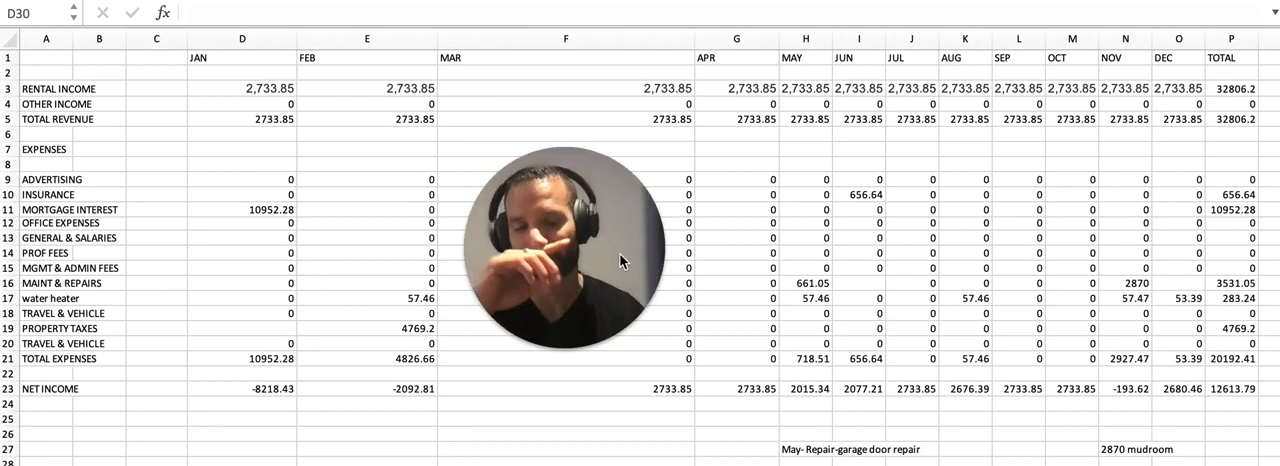 D30 fx
A B C D E F G H I J K L M N O P
1 JAN FEB MAR APR MAY JUN JUL AUG SEP OCT NOV DEC TOTAL
2
3 RENTAL INCOME 2,733.85 2,733.85 2,733.85 2,733.85 2,733.85 2,733.85 2,733.85 2,733.85 2,733.85 2,733.85 2,733.85 2,733.85 32806.2
4 OTHER INCOME 0 0 0 0 0 0 0 0 0 0 0 0 0
5 TOTAL REVENUE 2733.85 2733.85 2733.85 2733.85 2733.85 2733.85 2733.85 2733.85 2733.85 2733.85 2733.85 2733.85 32806.2
6
7 EXPENSES
8
9 ADVERTISING 0 0 0 0 0 0 0 0 0 0 0 0 0
10 INSURANCE 0 0 0 0 0 656.64 0 0 0 0 0 0 656.64
11 MORTGAGE INTEREST 10952.28 0 0 0 0 0 0 0 0 0 0 0 10952.28
12 OFFICE EXPENSES 0 0 0 0 0 0 0 0 0 0 0 0 0
13 GENERAL & SALARIES 0 0 0 0 0 0 0 0 0 0 0 0 0
14 PROF FEES 0 0 0 0 0 0 0 0 0 0 0 0 0
15 MGMT & ADMIN FEES 0 0 0 0 0 0 0 0 0 0 0 0 0
16 MAINT & REPAIRS 0 0 0 0 661.05 0 0 0 0 2870 0 3531.05
17 water heater 0 57.46 0 0 57.46 0 0 57.46 0 0 57.47 53.39 283.24
18 TRAVEL & VEHICLE 0 0 0 0 0 0 0 0 0 0 0 0 0
19 PROPERTY TAXES 4769.2 0 0 0 0 0 0 0 0 0 0 4769.2
20 TRAVEL & VEHICLE 0 0 0 0 0 0 0 0 0 0 0 0 0
21 TOTAL EXPENSES 10952.28 4826.66 0 0 718.51 656.64 0 57.46 0 0 2927.47 53.39 20192.41
22
23 NET INCOME -8218.43 -2092.81 2733.85 2733.85 2015.34 2077.21 2733.85 2676.39 2733.85 2733.85 -193.62 2680.46 12613.79
24
25
26
27 May- Repair-garage door repair 2870 mudroom
28